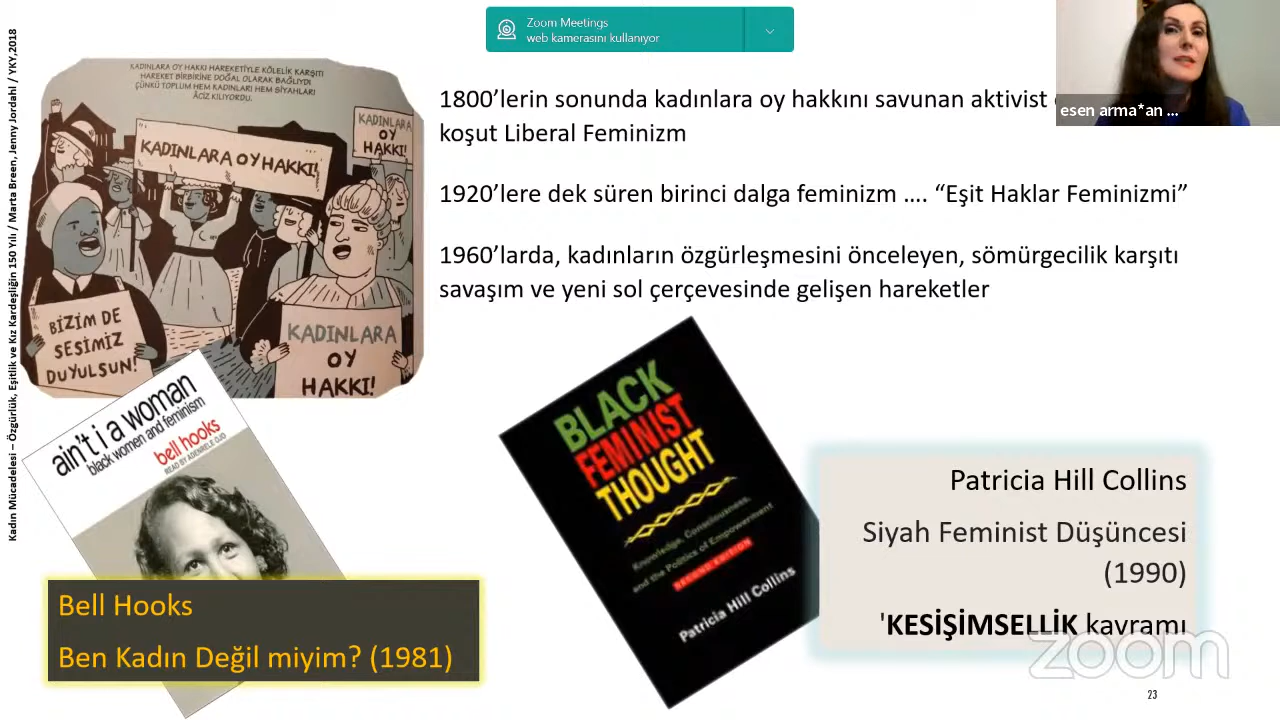 Zoom Meetings
web kamerasını kullanıyor
esen arma*an ...
Kadın Mücadelesi – Özgürlük, Eşitlik ve Kız Kardeşliğin 150 Yılı / Marta Breen, Jenny Jordahl / YKY,2018
KADINLARA OY HAKKI HAREKETİYLE KÖLELİK KARŞITI
HAREKET BİRBİRİNE DOĞAL OLARAK BAĞLIYDI
ÇÜNKÜ TOPLUM HEM KADINLARI HEM SİYAHLARI
ÂCİZ KILIYORDU.
KADINLARA OY HAKKI!
KADINLARA
OY
HAKKI!
BİZİM DE
SESİMİZ
DUYULSUN!
KADINLARA
OY
HAKKI!
1800’lerin sonunda kadınlara oy hakkını savunan aktivist
koşut Liberal Feminizm
1920’lere dek süren birinci dalga feminizm .... “Eşit Haklar Feminizmi”
1960’larda, kadınların özgürleşmesini önceleyen, sömürgecilik karşıtı
savaşım ve yeni sol çerçevesinde gelişen hareketler
ain't i a woman
black women and feminism
bell hooks
READ BY ADENRELE OJO
Bell Hooks
Ben Kadın Değil miyim? (1981)
BLACK
FEMINIST
THOUGHT
Knowledge, Consciousness,
and the Politics of Empowerment
SECOND EDITION
Patricia Hill Collins
Patricia Hill Collins
Siyah Feminist Düşüncesi
(1990)
'KESİŞİMSELLİK kavramı
zoom
23